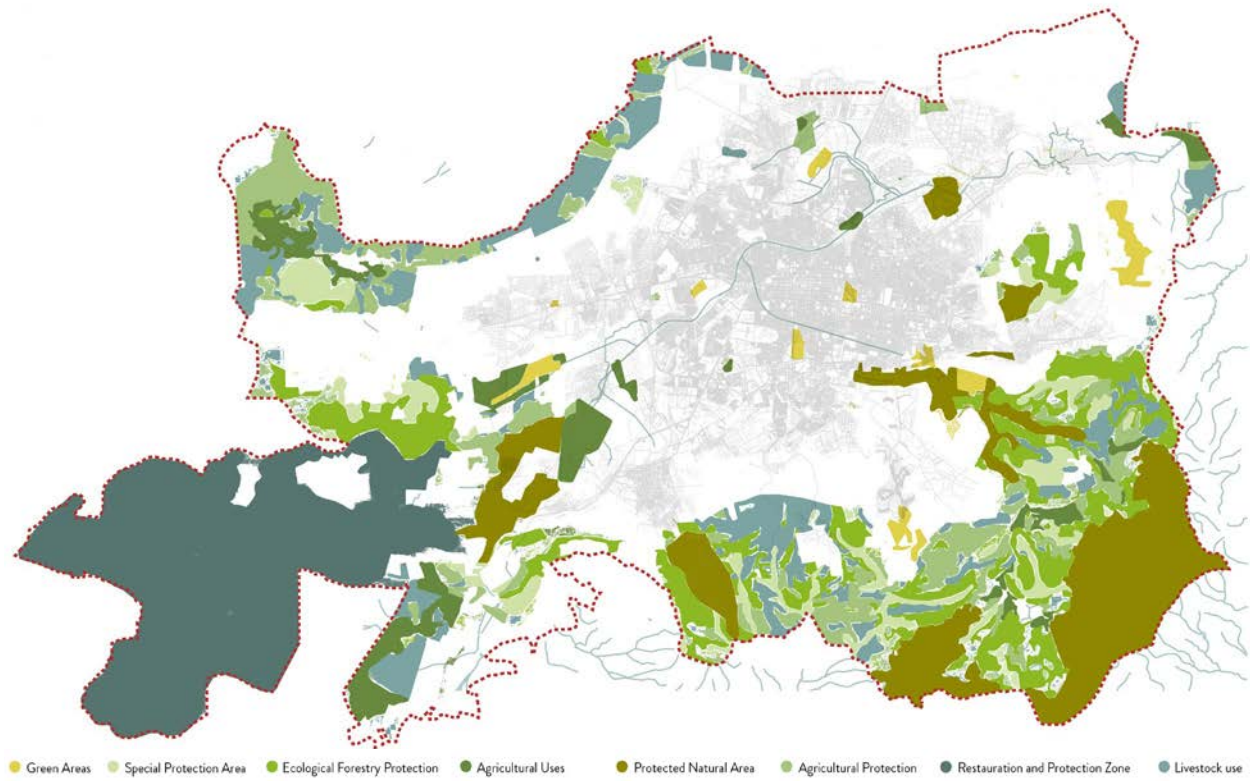 Green Areas Special Protection Area Ecological Forestry Protection Agricultural Uses Protected Natural Area Agricultural Protection Restauration and Protection Zone Livestock use